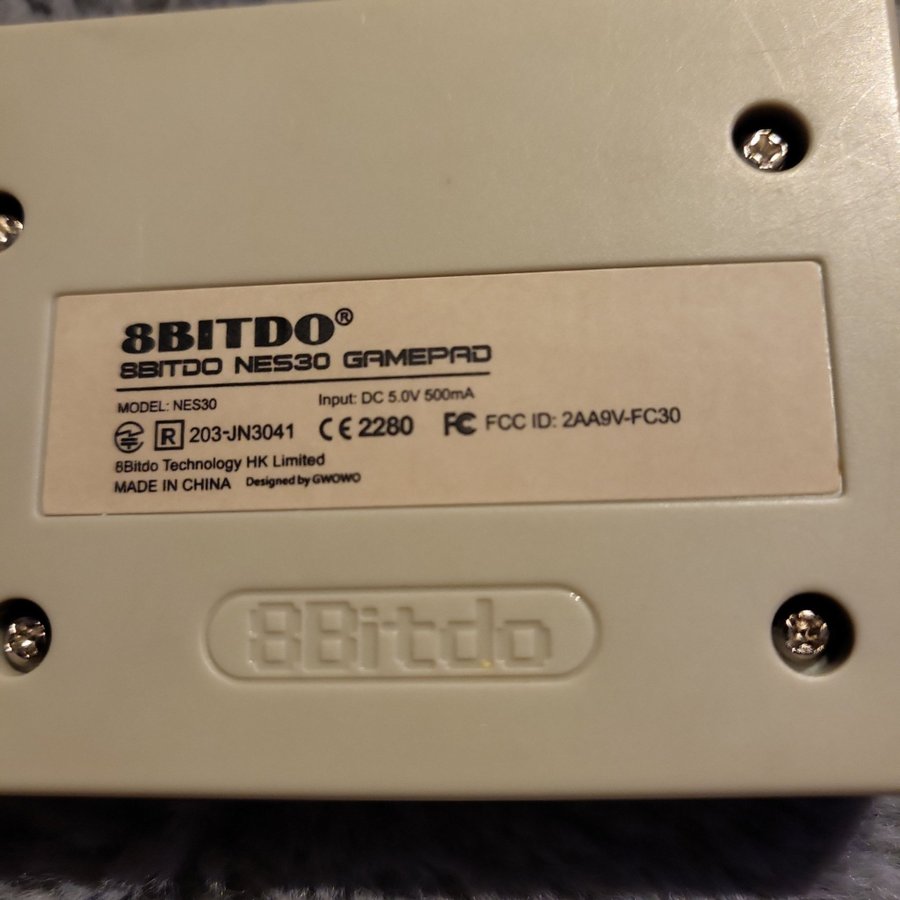 8BITDO®
8BITDO NES30 GAMEPAD
MODEL: NES30 Input: DC 5.0V 500mA
R 203-JN3041 CE 2280 FC FCC ID: 2AA9V-FC30
8Bitdo Technology HK Limited
MADE IN CHINA Designed by GWOWO
8Bitdo